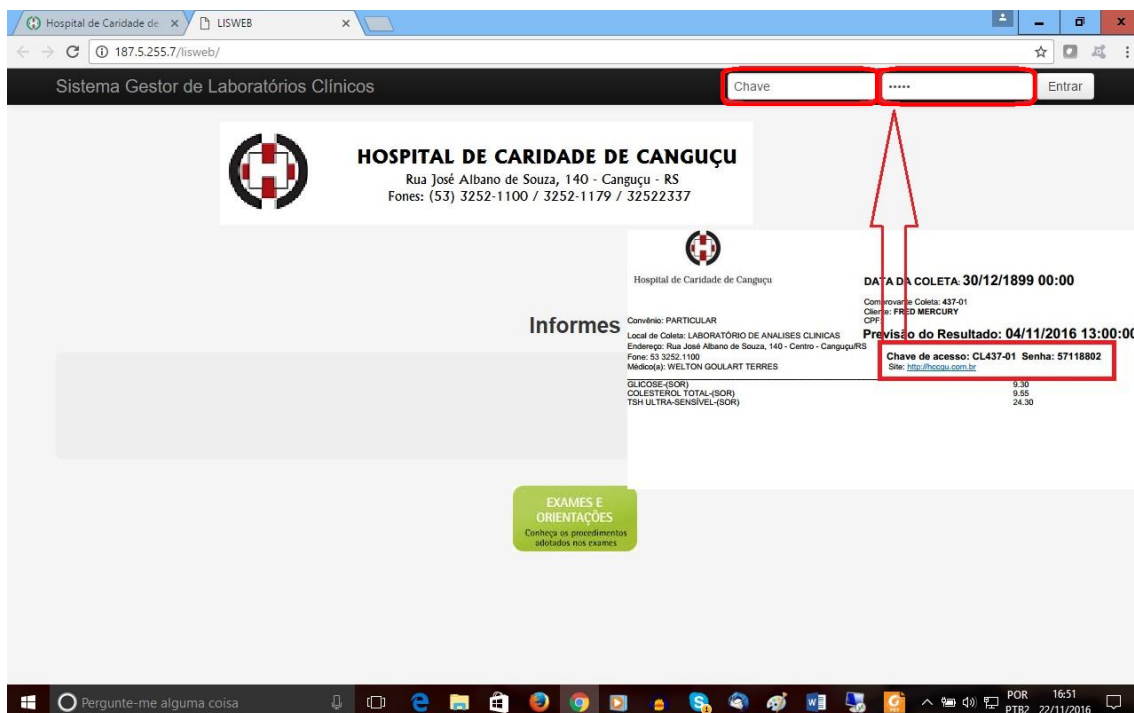 Hospital de Caridade de
LISWEB
187.5.255.7/lisweb/
Sistema Gestor de Laboratórios Clínicos
Chave
•••••
Entrar
HOSPITAL DE CARIDADE DE CANGUÇU
Rua José Albano de Souza, 140 - Canguçu - RS
Fones: (53) 3252-1100 / 3252-1179 / 32522337
Informes
Hospital de Caridade de Canguçu
DATA DA COLETA: 30/12/1899 00:00
Comprovante Coleta: 437-01
Cliente: FRED MERCURY
CPF
Convênio: PARTICULAR
Previsão do Resultado: 04/11/2016 13:00:00
Local de Coleta: LABORATÓRIO DE ANALISES CLINICAS
Endereço: Rua José Albano de Souza, 140 - Centro - Canguçu/RS
Fone: 53 3252.1100
Médico(a): WELTON GOULART TERRES
Chave de acesso: CL437-01 Senha: 57118802
Site: http://hccgu.com.br
GLICOSE-(SOR) 9.30
COLESTEROL TOTAL-(SOR) 9.55
TSH ULTRA-SENSÍVEL-(SOR) 24.30
EXAMES E
ORIENTAÇÕES
Conheça os procedimentos
adotados nos exames
Pergunte-me alguma coisa
POR
PTB2
16:51
22/11/2016